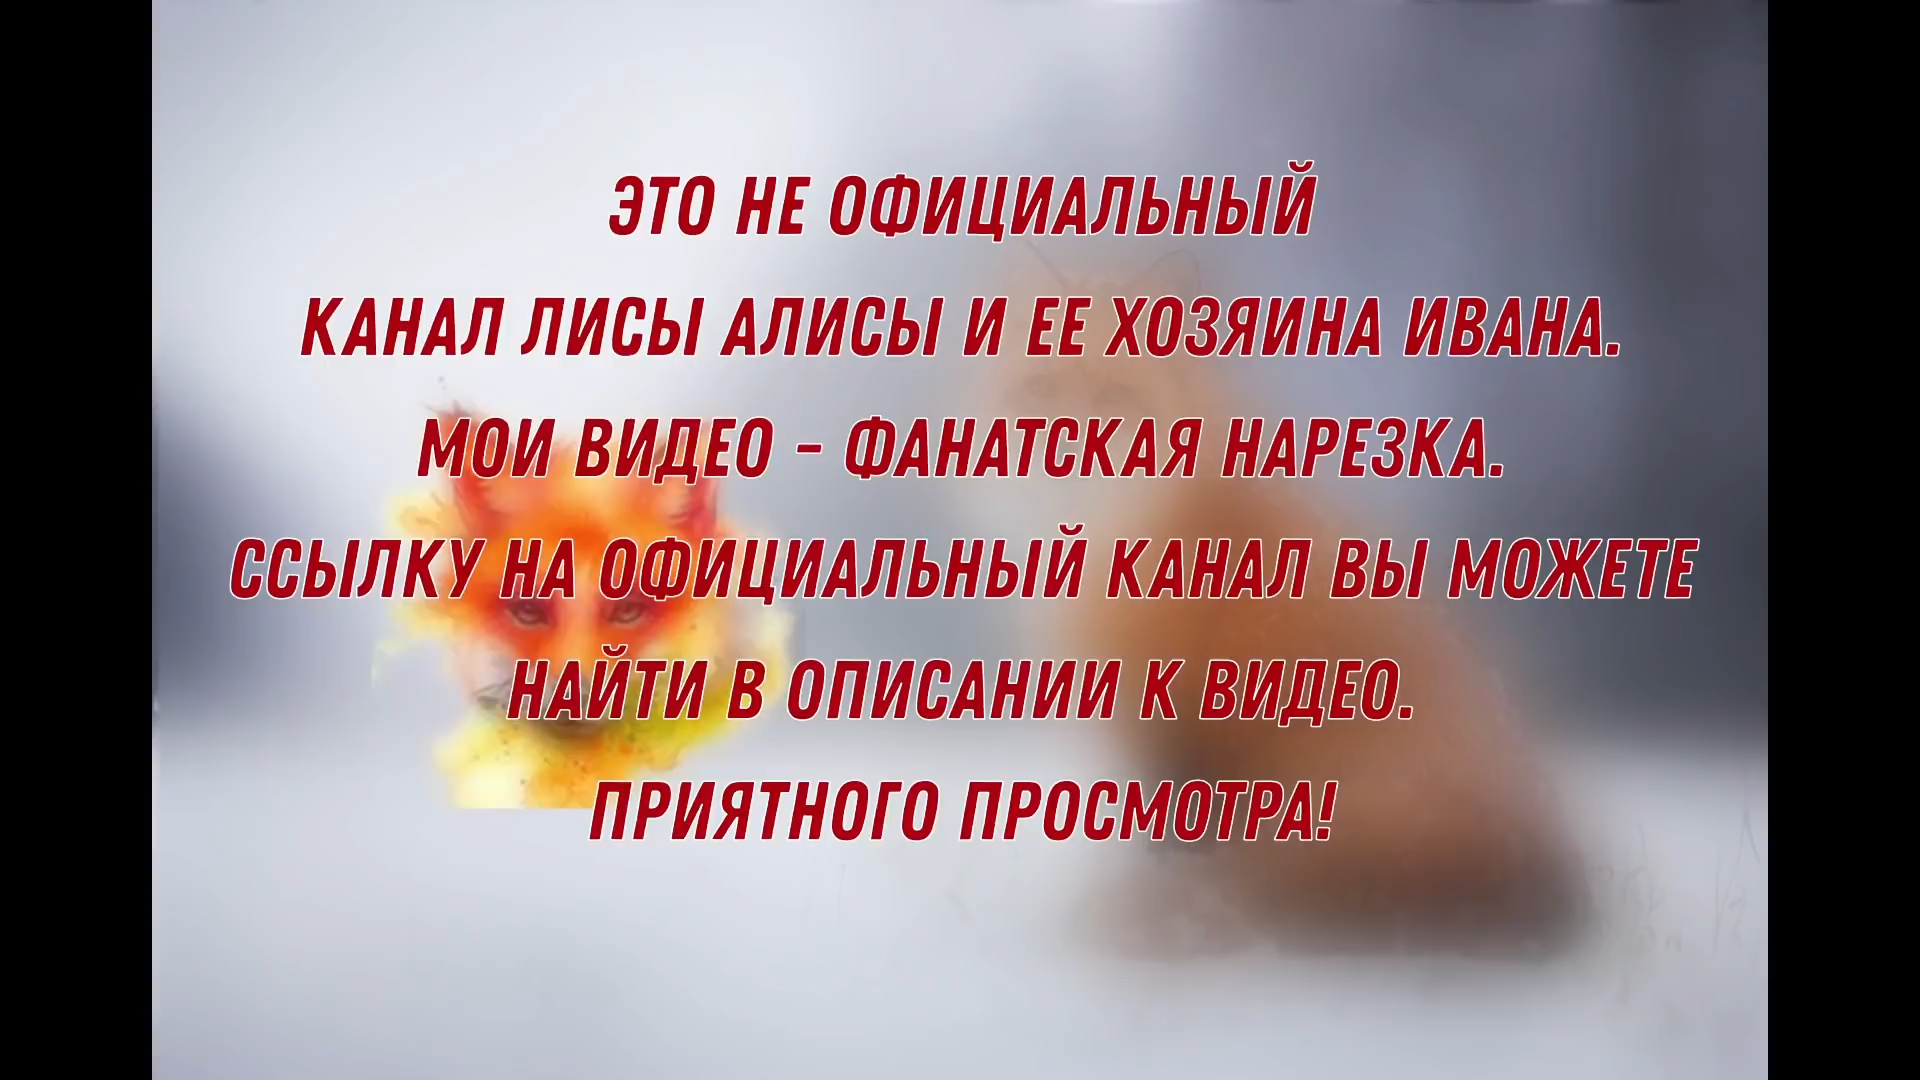 ЭТО НЕ ОФИЦИАЛЬНЫЙ
КАНАЛ ЛИСЫ АЛИСЫ И ЕЕ ХОЗЯИНА ИВАНА.
МОИ ВИДЕО - ФАНАТСКАЯ НАРЕЗКА.
ССЫЛКУ НА ОФИЦИАЛЬНЫЙ КАНАЛ ВЫ МОЖЕТЕ
НАЙТИ В ОПИСАНИИ К ВИДЕО.
ПРИЯТНОГО ПРОСМОТРА!